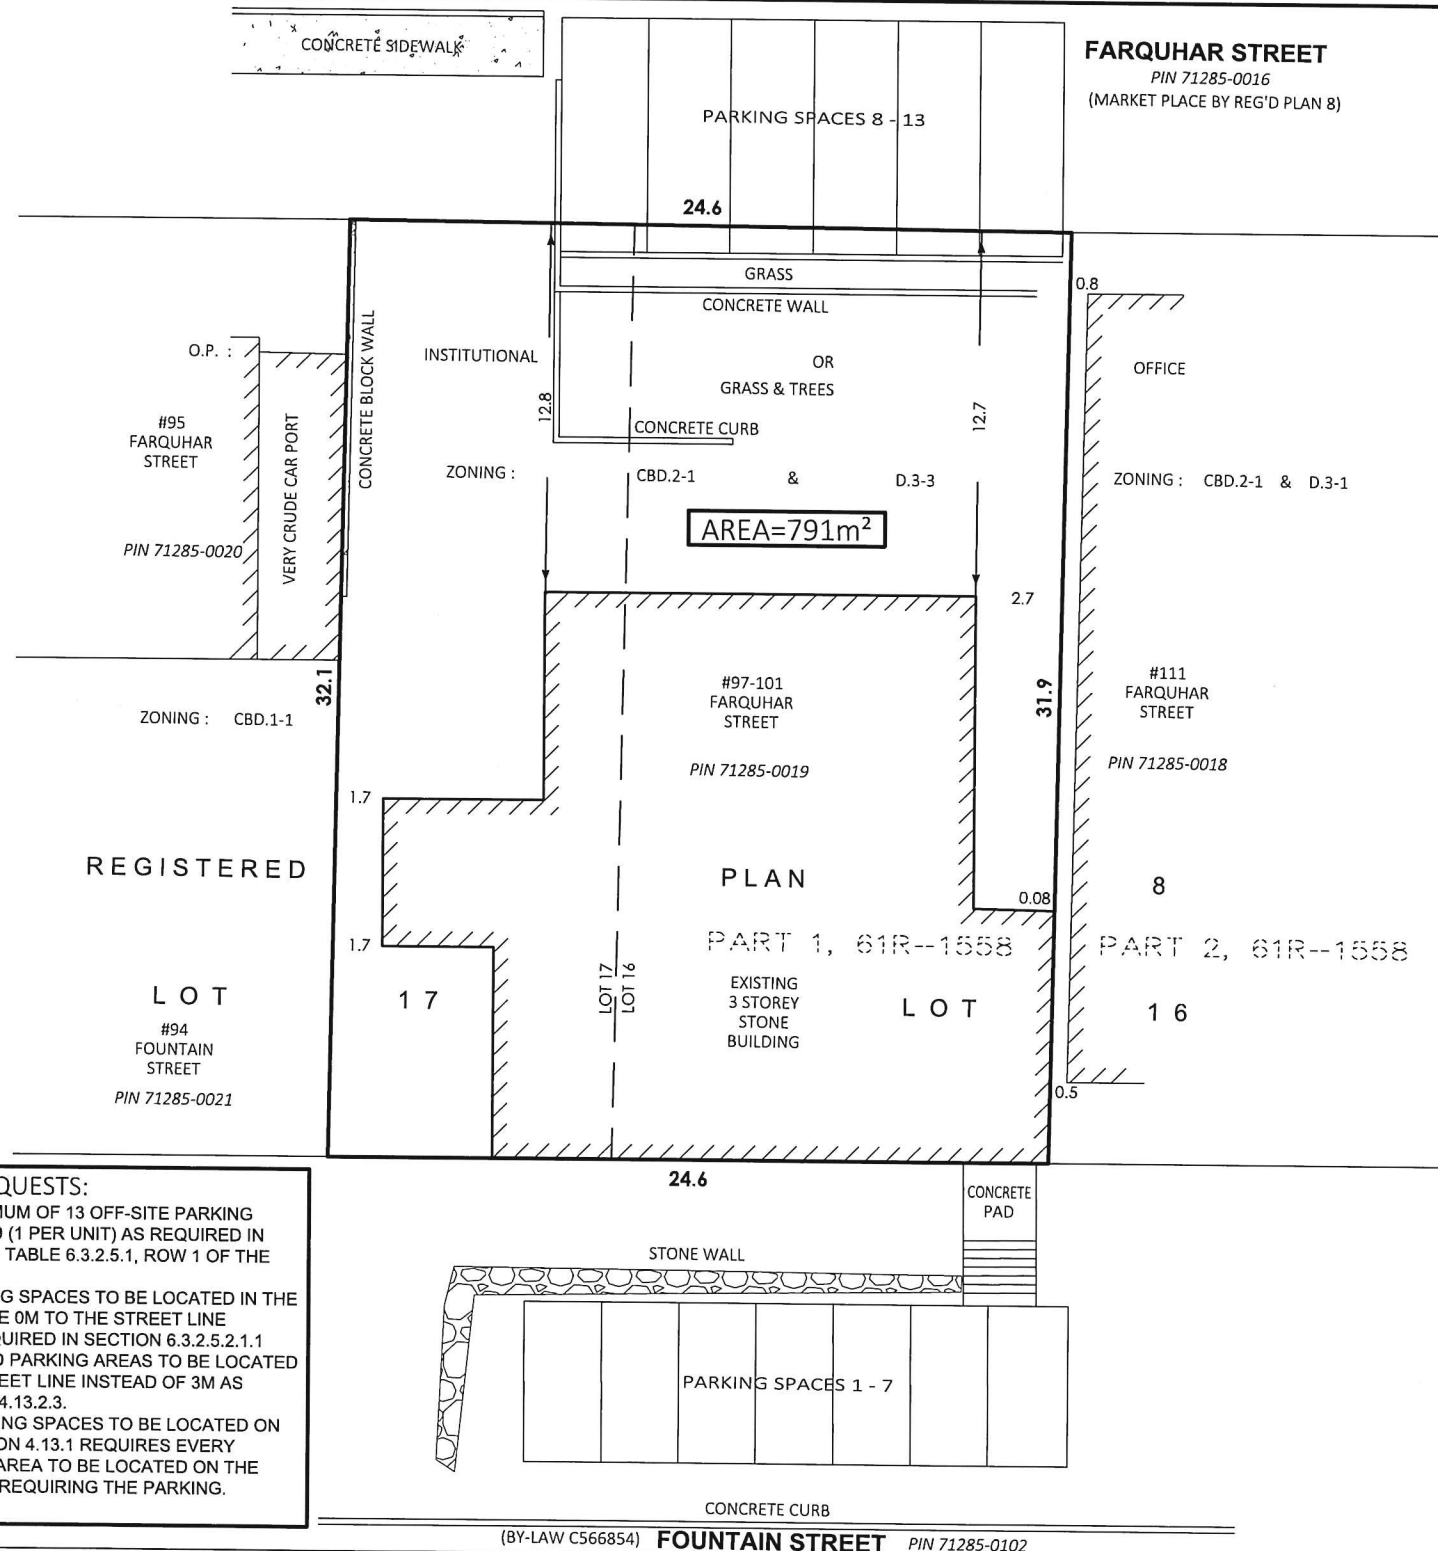 CONCRETE SIDEWALK
FARQUHAR STREET
PIN 71285-0016
(MARKET PLACE BY REG'D PLAN 8)
PARKING SPACES 8 - 13
24.6
GRASS
CONCRETE WALL
0.8
O.P. :
CONCRETE BLOCK WALL
INSTITUTIONAL
OR
GRASS & TREES
OFFICE
12.8
12.7
#95
FARQUHAR
STREET
VERY CRUDE CAR PORT
CONCRETE CURB
ZONING : CBD.2-1 & D.3-3
ZONING : CBD.2-1 & D.3-1
AREA=791m²
PIN 71285-0020
2.7
32.1
31.9
#97-101
FARQUHAR
STREET
PIN 71285-0019
#111
FARQUHAR
STREET
PIN 71285-0018
ZONING : CBD.1-1
1.7
REGISTERED PLAN 8
0.08
1.7
PART 1, 61R--1558
PART 2, 61R--1558
LOT 17
LOT 16
LOT 17
LOT 16
EXISTING
3 STOREY
STONE
BUILDING
#94
FOUNTAIN
STREET
PIN 71285-0021
0.5
24.6
CONCRETE
PAD
QUESTS:
MUM OF 13 OFF-SITE PARKING
(1 PER UNIT) AS REQUIRED IN
TABLE 6.3.2.5.1, ROW 1 OF THE
G SPACES TO BE LOCATED IN THE
E 0M TO THE STREET LINE
QUIRED IN SECTION 6.3.2.5.2.1.1
D PARKING AREAS TO BE LOCATED
EET LINE INSTEAD OF 3M AS
4.13.2.3.
NG SPACES TO BE LOCATED ON
ON 4.13.1 REQUIRES EVERY
AREA TO BE LOCATED ON THE
REQUIRING THE PARKING.
STONE WALL
PARKING SPACES 1 - 7
CONCRETE CURB
(BY-LAW C566854) FOUNTAIN STREET PIN 71285-0102